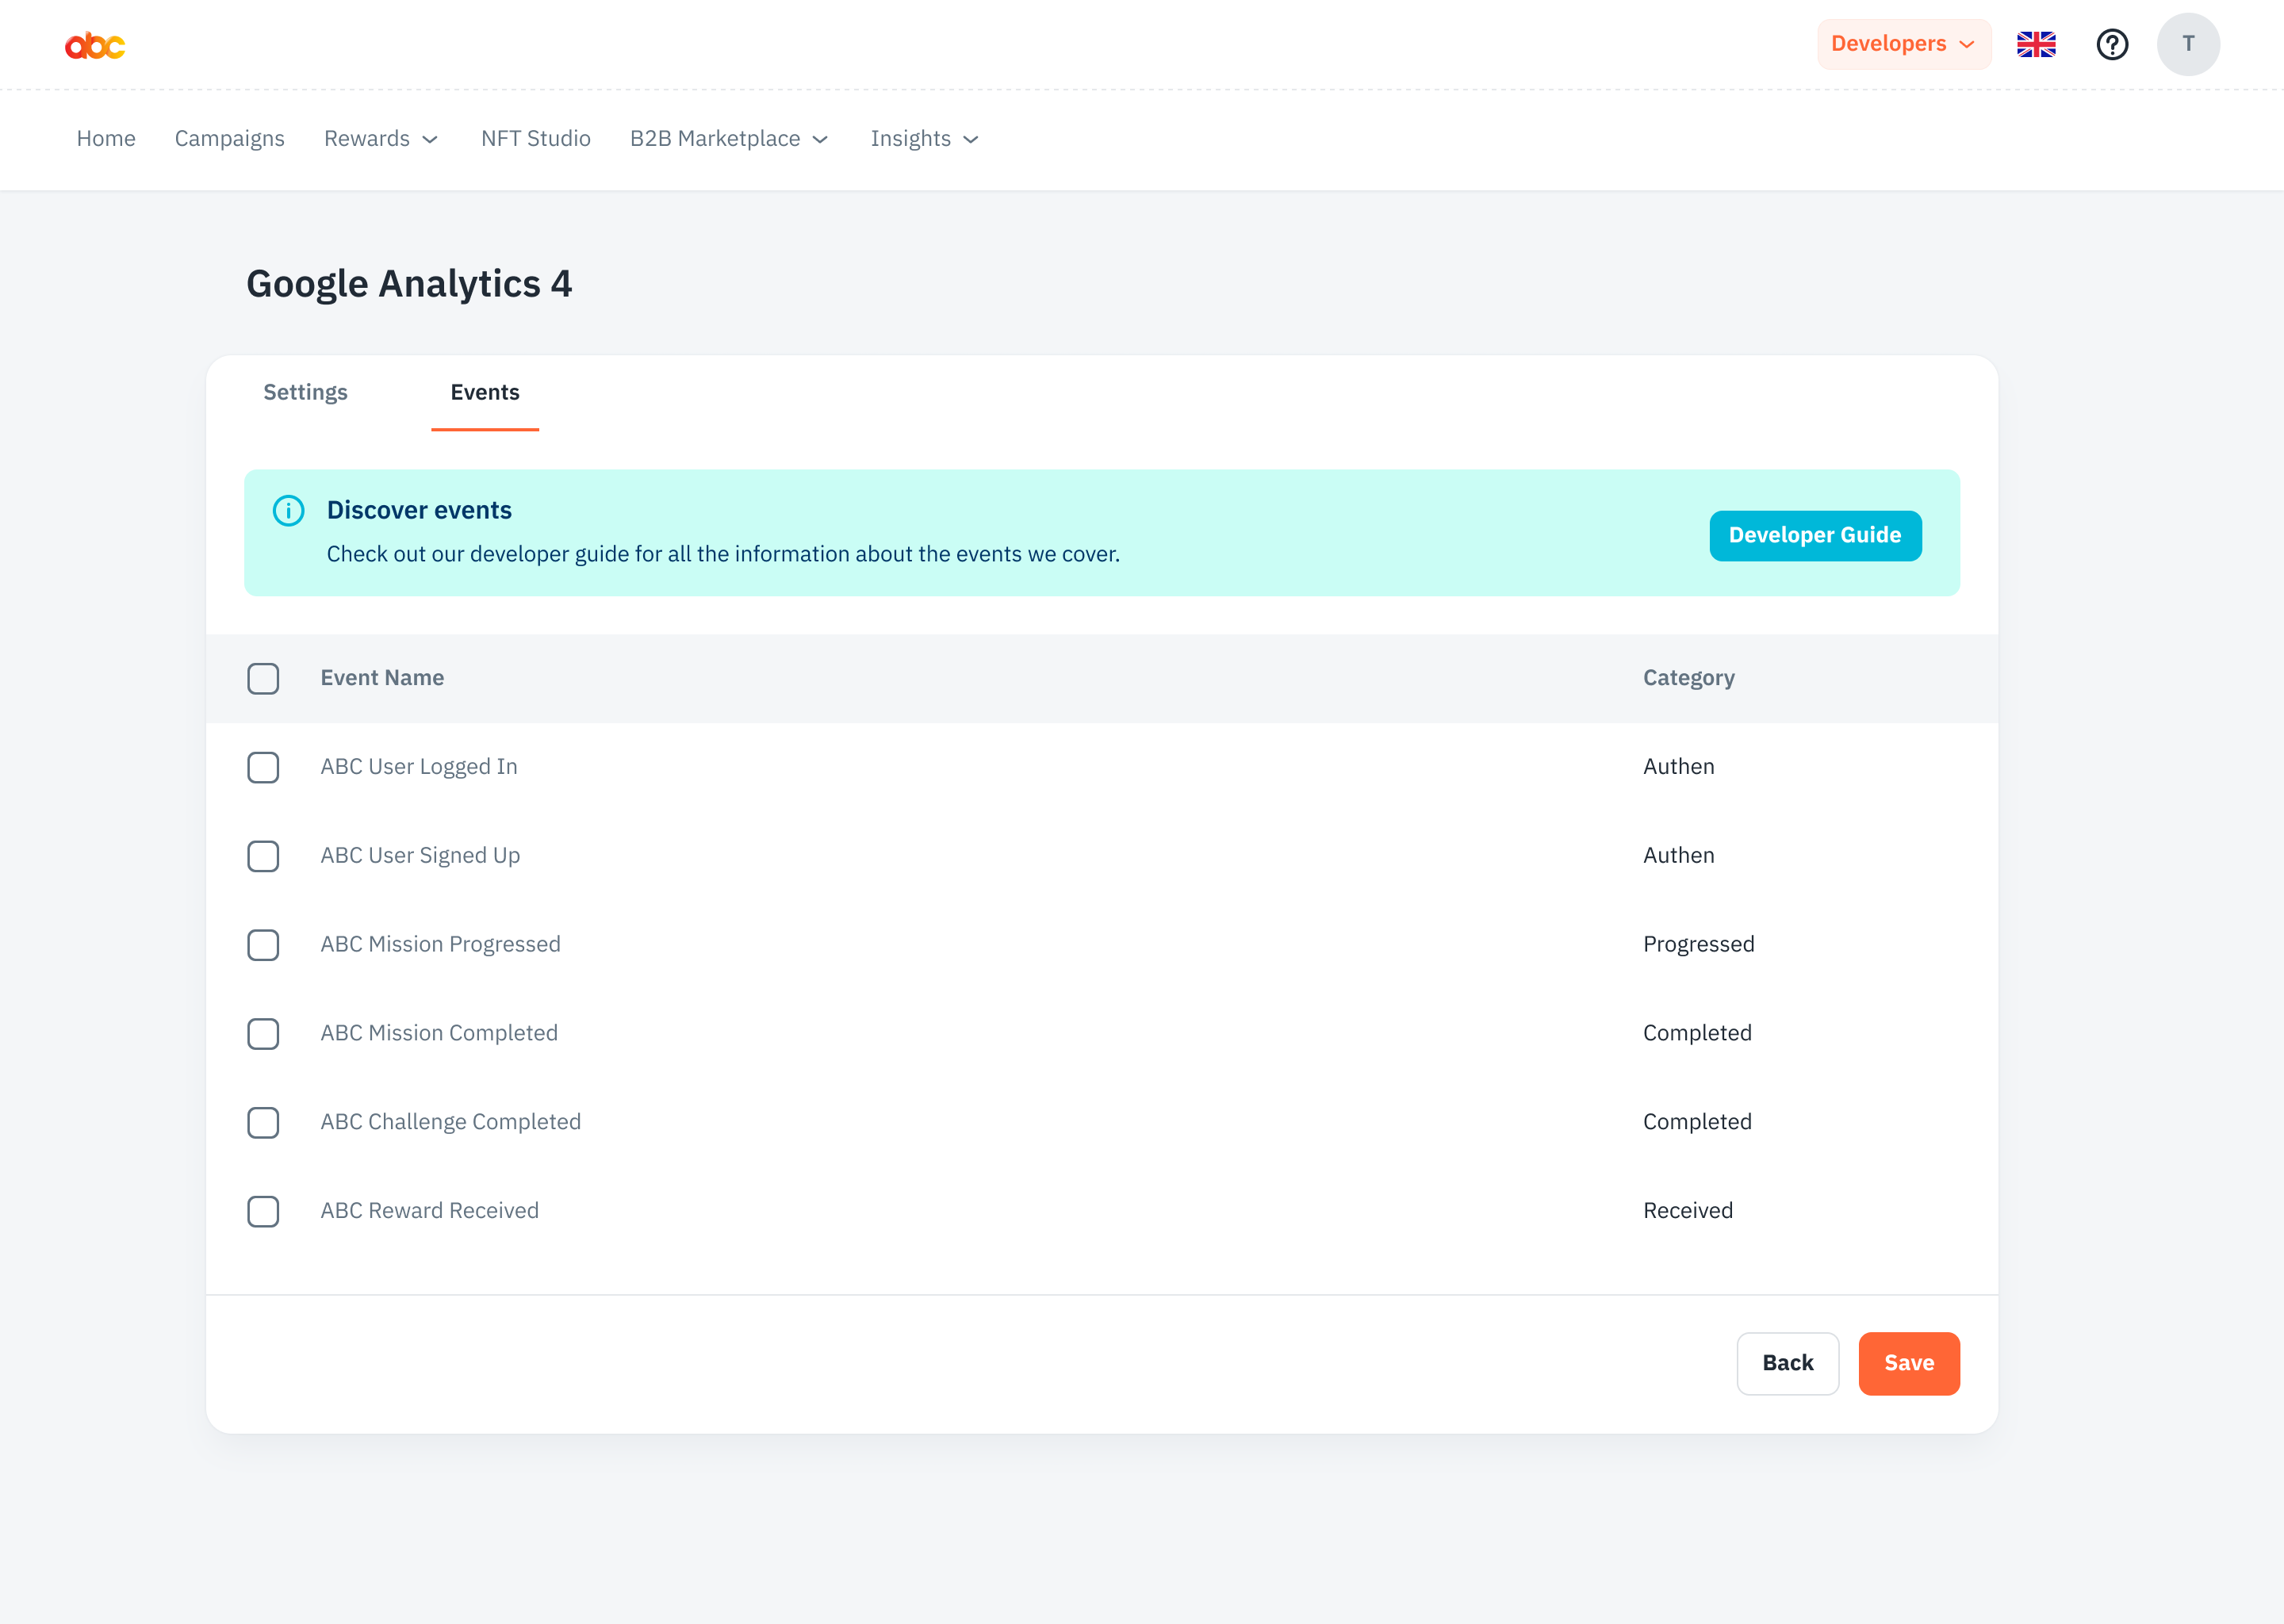 abc
Developers
T
Home Campaigns Rewards NFT Studio B2B Marketplace Insights
Google Analytics 4
Settings Events
Discover events
Check out our developer guide for all the information about the events we cover.
Developer Guide
Event Name Category
ABC User Logged In Authen
ABC User Signed Up Authen
ABC Mission Progressed Progressed
ABC Mission Completed Completed
ABC Challenge Completed Completed
ABC Reward Received Received
Back Save